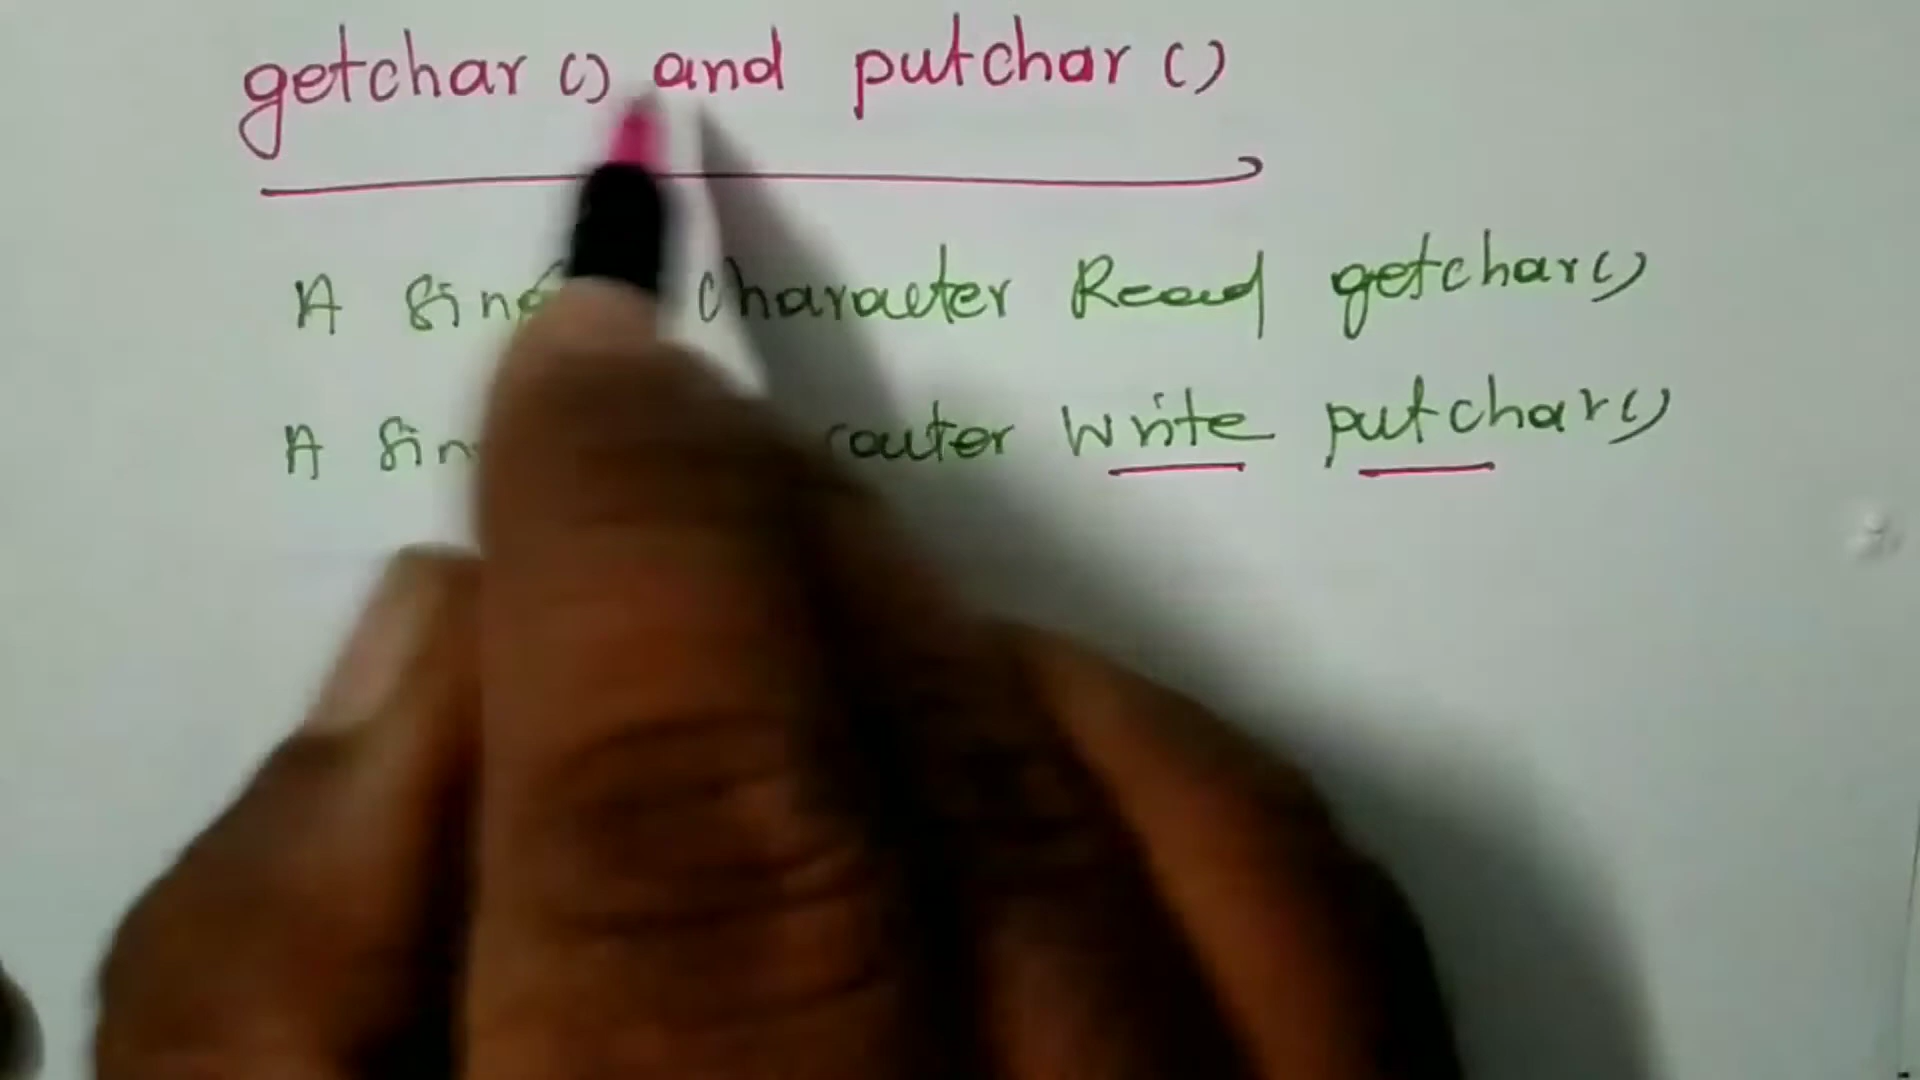 getchar () and putchar ()
A character Read getchar()
A Write putchar()